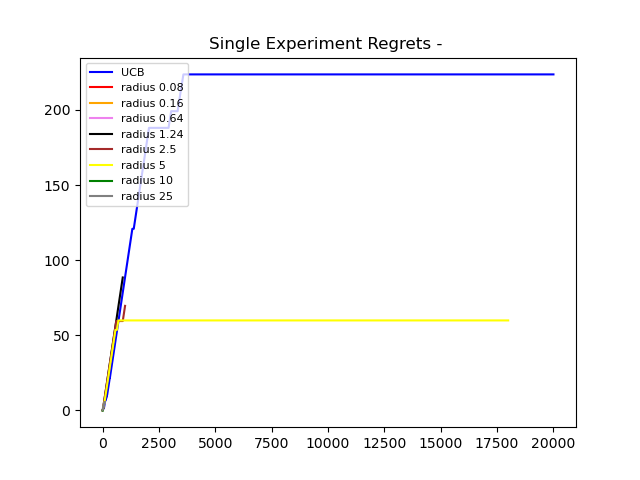 Single Experiment Regrets -
UCB
radius 0.08
radius 0.16
radius 0.64
radius 1.24
radius 2.5
radius 5
radius 10
radius 25
200
150
100
50
0
0 2500 5000 7500 10000 12500 15000 17500 20000